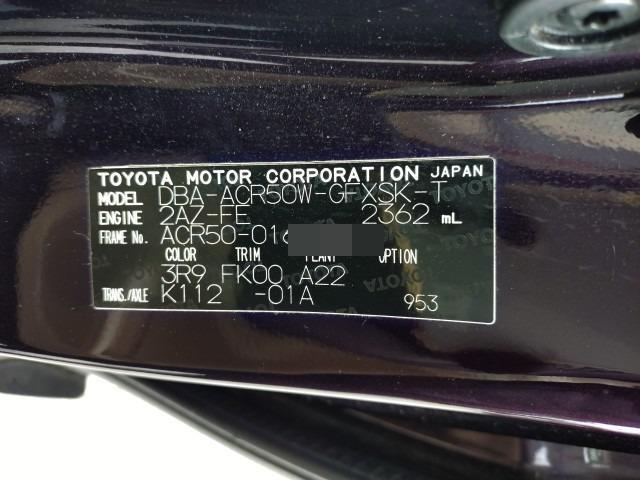 TOYOTA MOTOR CORPORATION JAPAN
MODEL DBA-ACR50W-GFXSK-T
ENGINE 2AZ-FE 2362 mL
FRAME No. ACR50-016
COLOR TRIM PLANT OPTION
3R9 FK00 A22
TRANS./AXLE K112 -01A 953